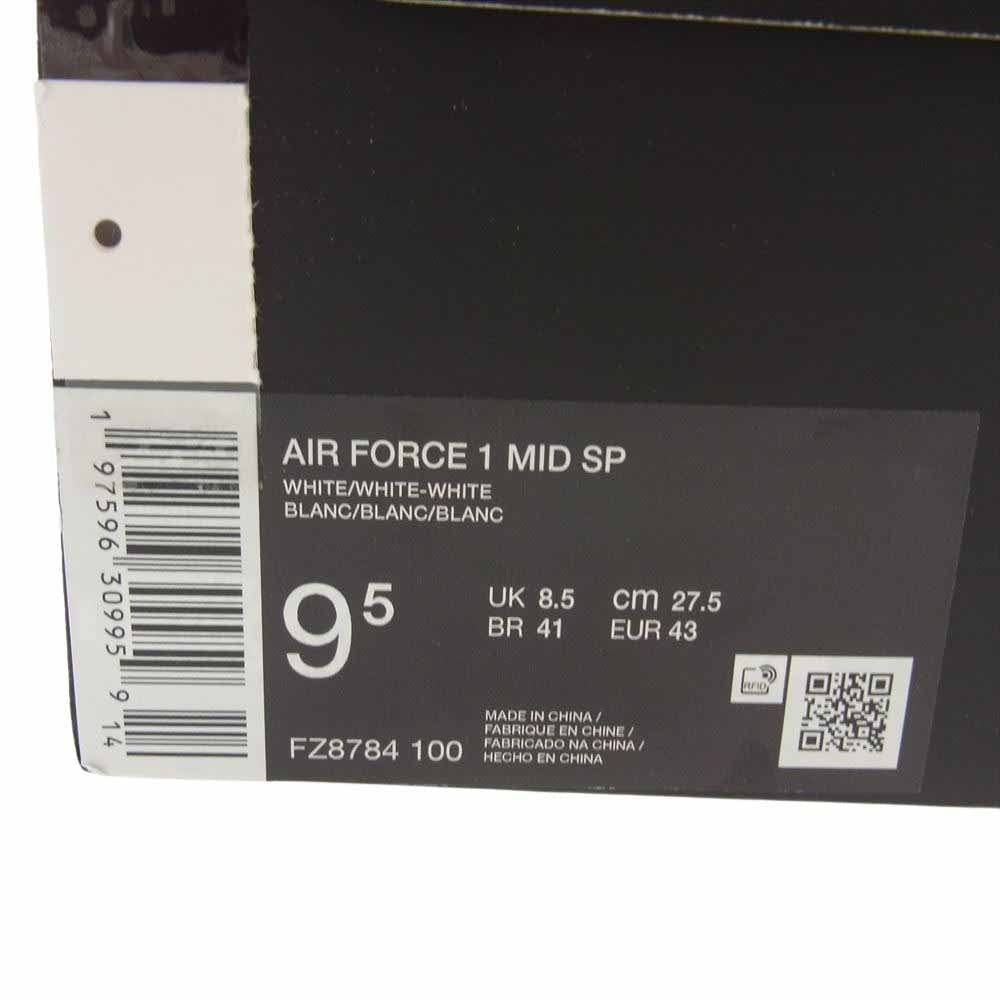 AIR FORCE 1 MID SP
WHITE/WHITE-WHITE
BLANC/BLANC/BLANC
9 5
UK 8.5 cm 27.5
BR 41 EUR 43
RFID
FZ8784 100
MADE IN CHINA /
FABRIQUE EN CHINE /
FABRICADO NA CHINA /
HECHO EN CHINA
1 97596 30995 9 14